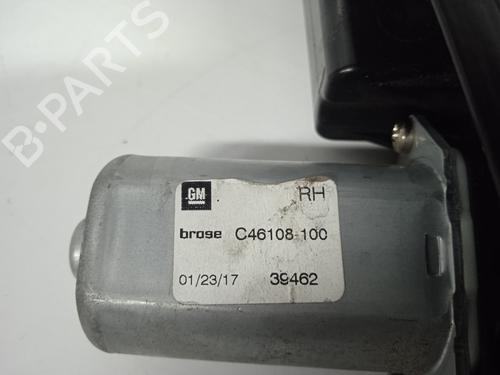 B-PARTS
GM RH
brose C46108-100
01/23/17 39462